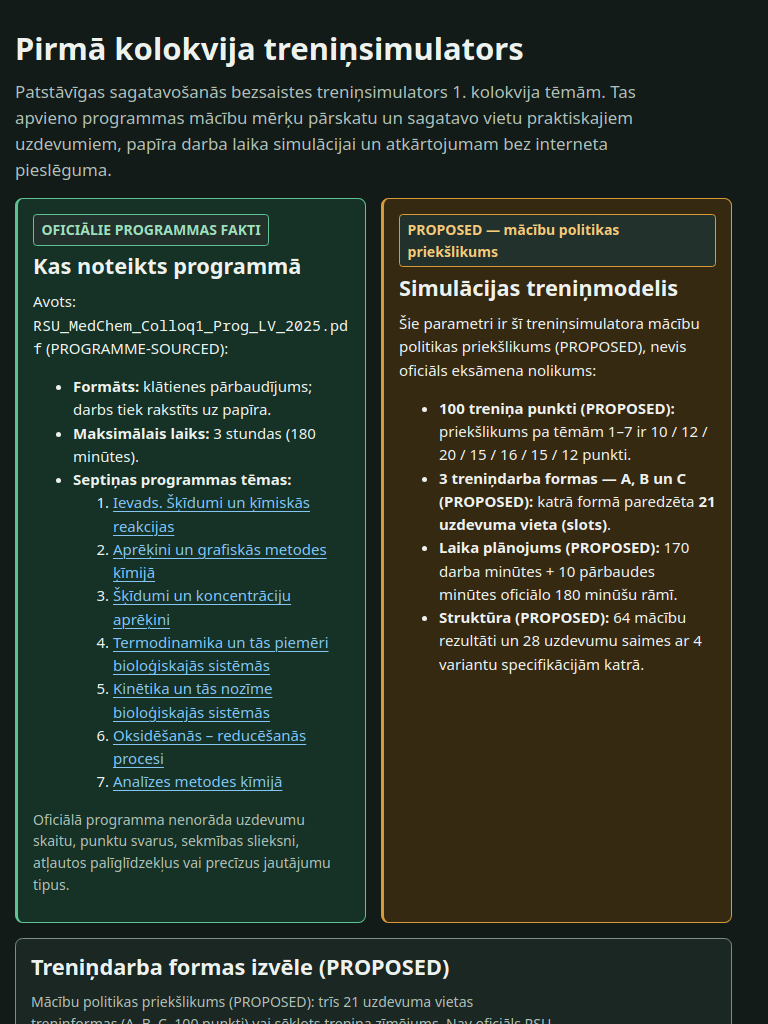 Pirmā kolokvija treniņsimulators
Patstāvīgas sagatavošanās bezsaistes treniņsimulators 1. kolokvija tēmām. Tas
apvieno programmas mācību mērķu pārskatu un sagatavo vietu praktiskajiem
uzdevumiem, papīra darba laika simulācijai un atkārtojumam bez interneta
pieslēguma.
OFICIĀLIE PROGRAMMAS FAKTI
Kas noteikts programmā
Avots:
RSU_MedChem_Colloq1_Prog_LV_2025.pd
f (PROGRAMME-SOURCED):
• Formāts: klātienes pārbaudījums;
darbs tiek rakstīts uz papīra.
• Maksimālais laiks: 3 stundas (180
minūtes).
• Septiņas programmas tēmas:
1. Ievads. Šķīdumi un ķīmiskās
reakcijas
2. Aprēķini un grafiskās metodes
ķīmijā
3. Šķīdumi un koncentrāciju
aprēķini
4. Termodinamika un tās piemēri
bioloģiskajās sistēmās
5. Kinētika un tās nozīme
bioloģiskajās sistēmās
6. Oksidēšanās – reducēšanās
procesi
7. Analīzes metodes ķīmijā
Oficiālā programma nenorāda uzdevumu
skaitu, punktu svarus, sekmības slieksni,
atļautos palīglīdzekļus vai precīzus jautājumu
tipus.
PROPOSED — mācību politikas
priekšlikums
Simulācijas treniņmodelis
Šie parametri ir šī treniņsimulatora mācību
politikas priekšlikums (PROPOSED), nevis
oficiāls eksāmena nolikums:
• 100 treniņa punkti (PROPOSED):
priekšlikums pa tēmām 1–7 ir 10 / 12 /
20 / 15 / 16 / 15 / 12 punkti.
• 3 treniņdarba formas — A, B un C
(PROPOSED): katrā formā paredzēta 21
uzdevuma vieta (slots).
• Laika plānojums (PROPOSED): 170
darba minūtes + 10 pārbaudes
minūtes oficiālo 180 minūšu rāmī.
• Struktūra (PROPOSED): 64 mācību
rezultāti un 28 uzdevumu saimes ar 4
variantu specifikācijām katrā.
Treniņdarba formas izvēle (PROPOSED)
Mācību politikas priekšlikums (PROPOSED): trīs 21 uzdevuma vietas
treniņformas (A, B, C, 100 punkti) vai sēklots treniņa zīmējums. Nav oficiāls RSU